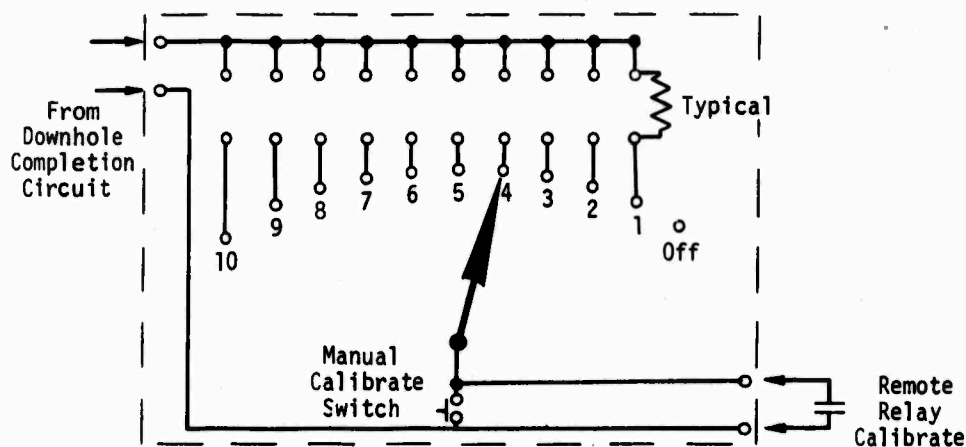 Typical
From
Downhole
Completion
Circuit
10
9
8
7
6
5
4
3
2
1
Off
Manual
Calibrate
Switch
Remote
Relay
Calibrate